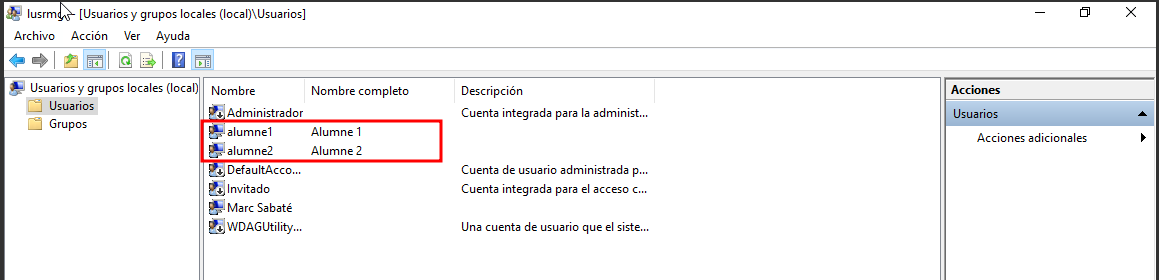 lusrm - [Usuarios y grupos locales (local)\Usuarios]
Archivo Acción Ver Ayuda
Usuarios y grupos locales (local)
Usuarios
Grupos
Nombre Nombre completo Descripción
Administrador Cuenta integrada para la administ...
alumne1 Alumne 1
alumne2 Alumne 2
DefaultAcco... Cuenta de usuario administrada p...
Invitado Cuenta integrada para el acceso c...
Marc Sabaté
WDAGUtility... Una cuenta de usuario que el siste...
Acciones
Usuarios
Acciones adicionales